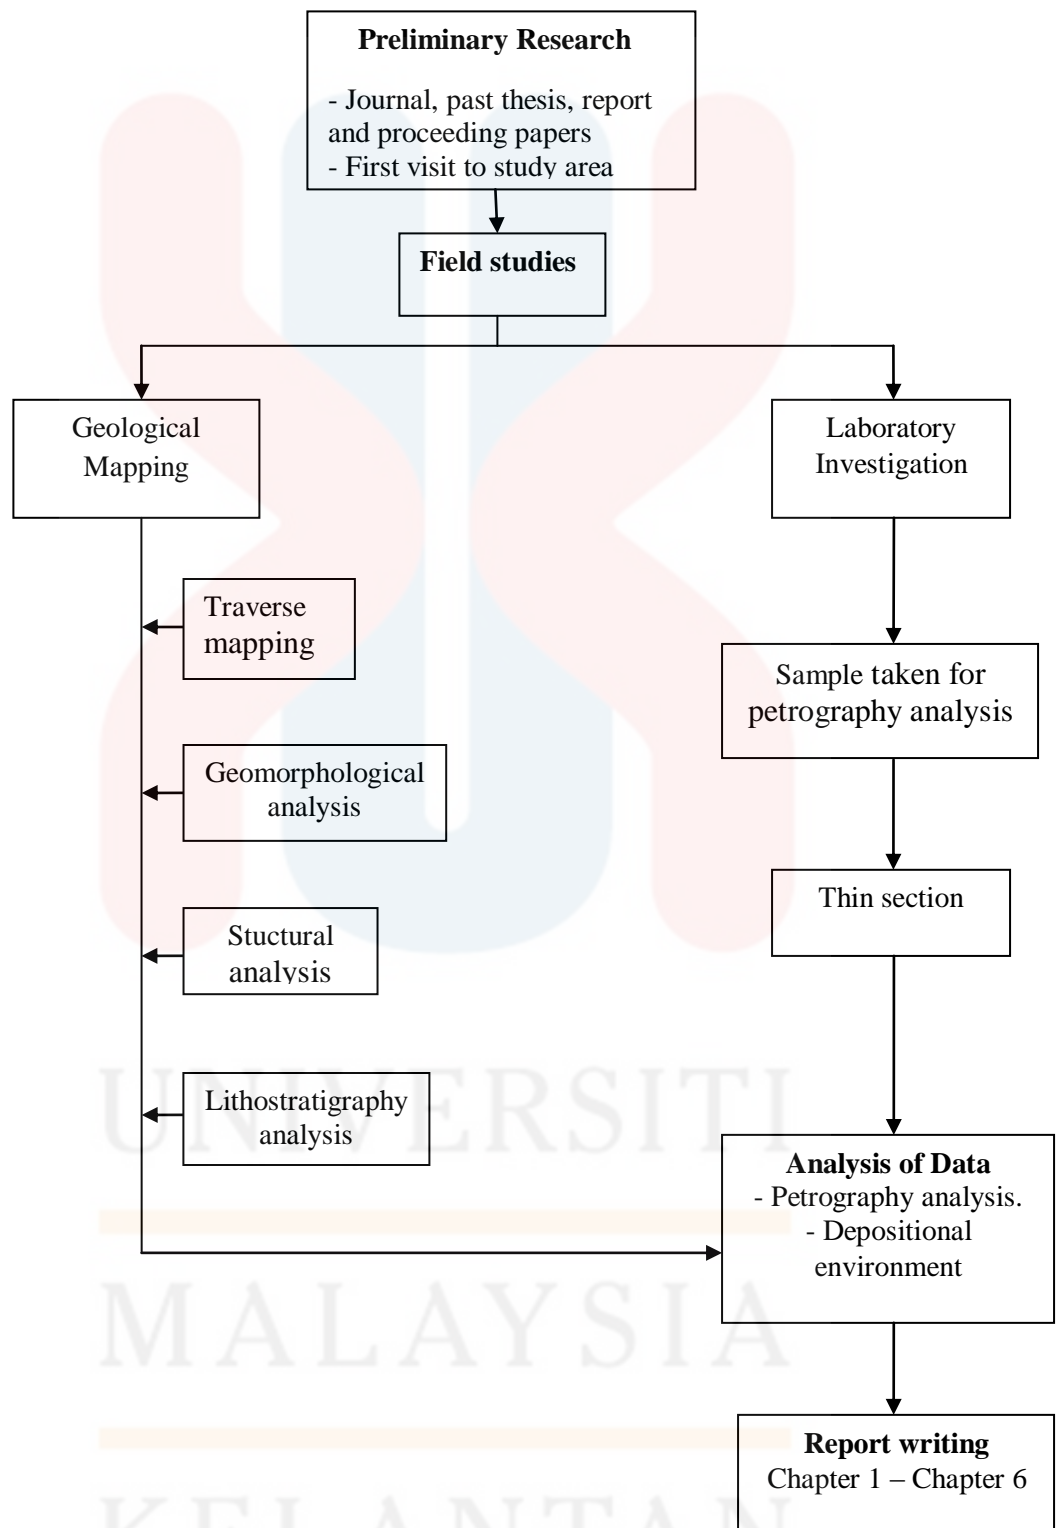 Preliminary Research
- Journal, past thesis, report
and proceeding papers
- First visit to study area
Field studies
Geological
Mapping
Laboratory
Investigation
Traverse
mapping
Sample taken for
petrography analysis
Geomorphological
analysis
Thin section
Stuctural
analysis
Lithostratigraphy
analysis
Analysis of Data
- Petrography analysis.
- Depositional
environment
Report writing
Chapter 1 – Chapter 6
UNIVERSITI
MALAYSIA
KELANTAN